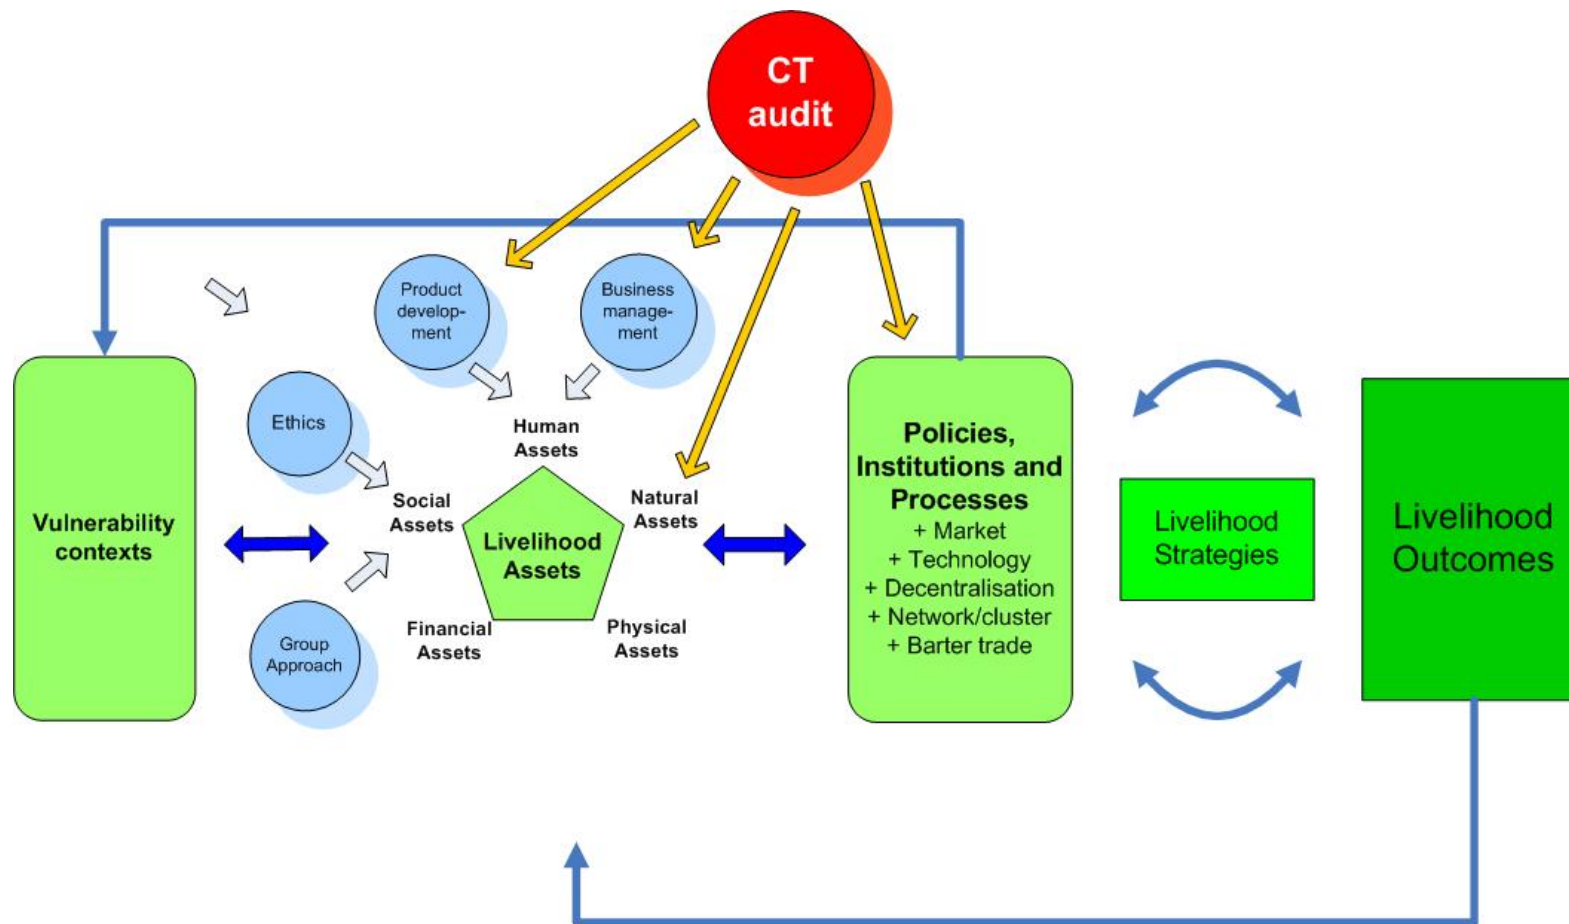 CT
audit
Product
develop-
ment
Business
manage-
ment
Ethics
Human
Assets
Social
Assets
Natural
Assets
Livelihood
Assets
Financial
Assets
Physical
Assets
Group
Approach
Vulnerability
contexts
Policies,
Institutions and
Processes
+ Market
+ Technology
+ Decentralisation
+ Network/cluster
+ Barter trade
Livelihood
Strategies
Livelihood
Outcomes